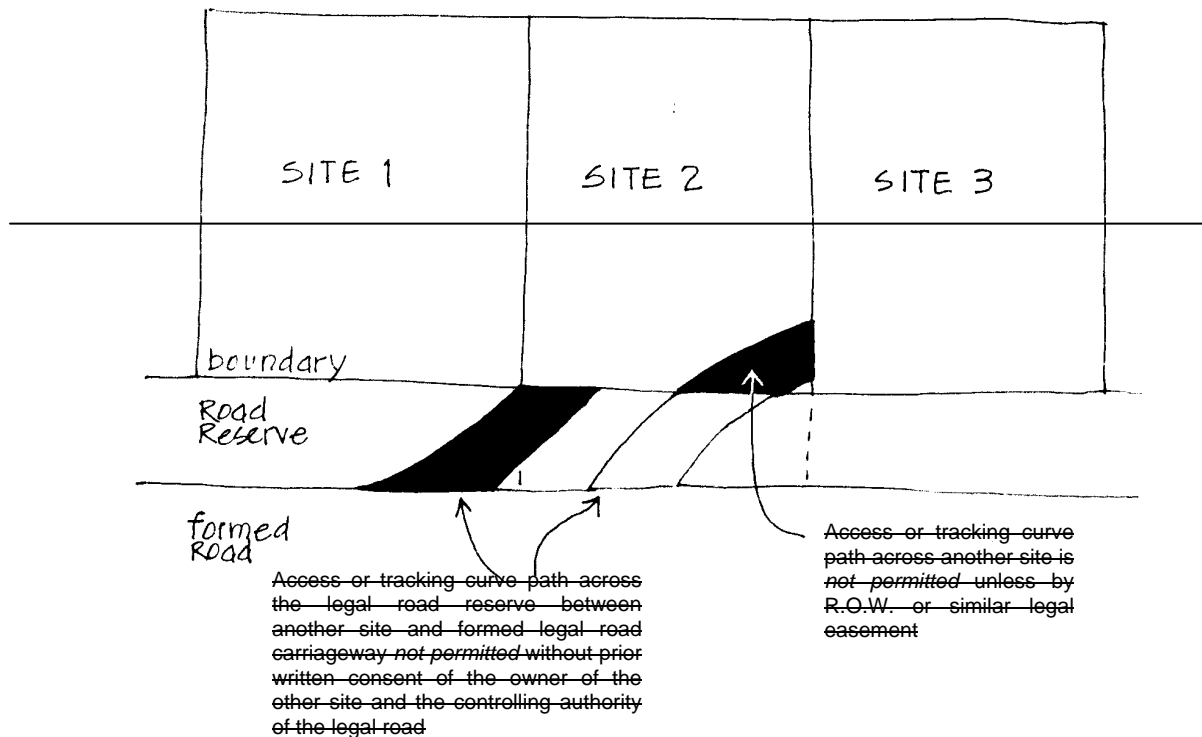 SITE 1
SITE 2
SITE 3
boundary
Road
Reserve
formed
Road
Access or tracking curve path across
the legal road reserve between
another site and formed legal road
carriageway not permitted without prior
written consent of the owner of the
other site and the controlling authority
of the legal road
Access or tracking curve
path across another site is
not permitted unless by
R.O.W. or similar legal
easement